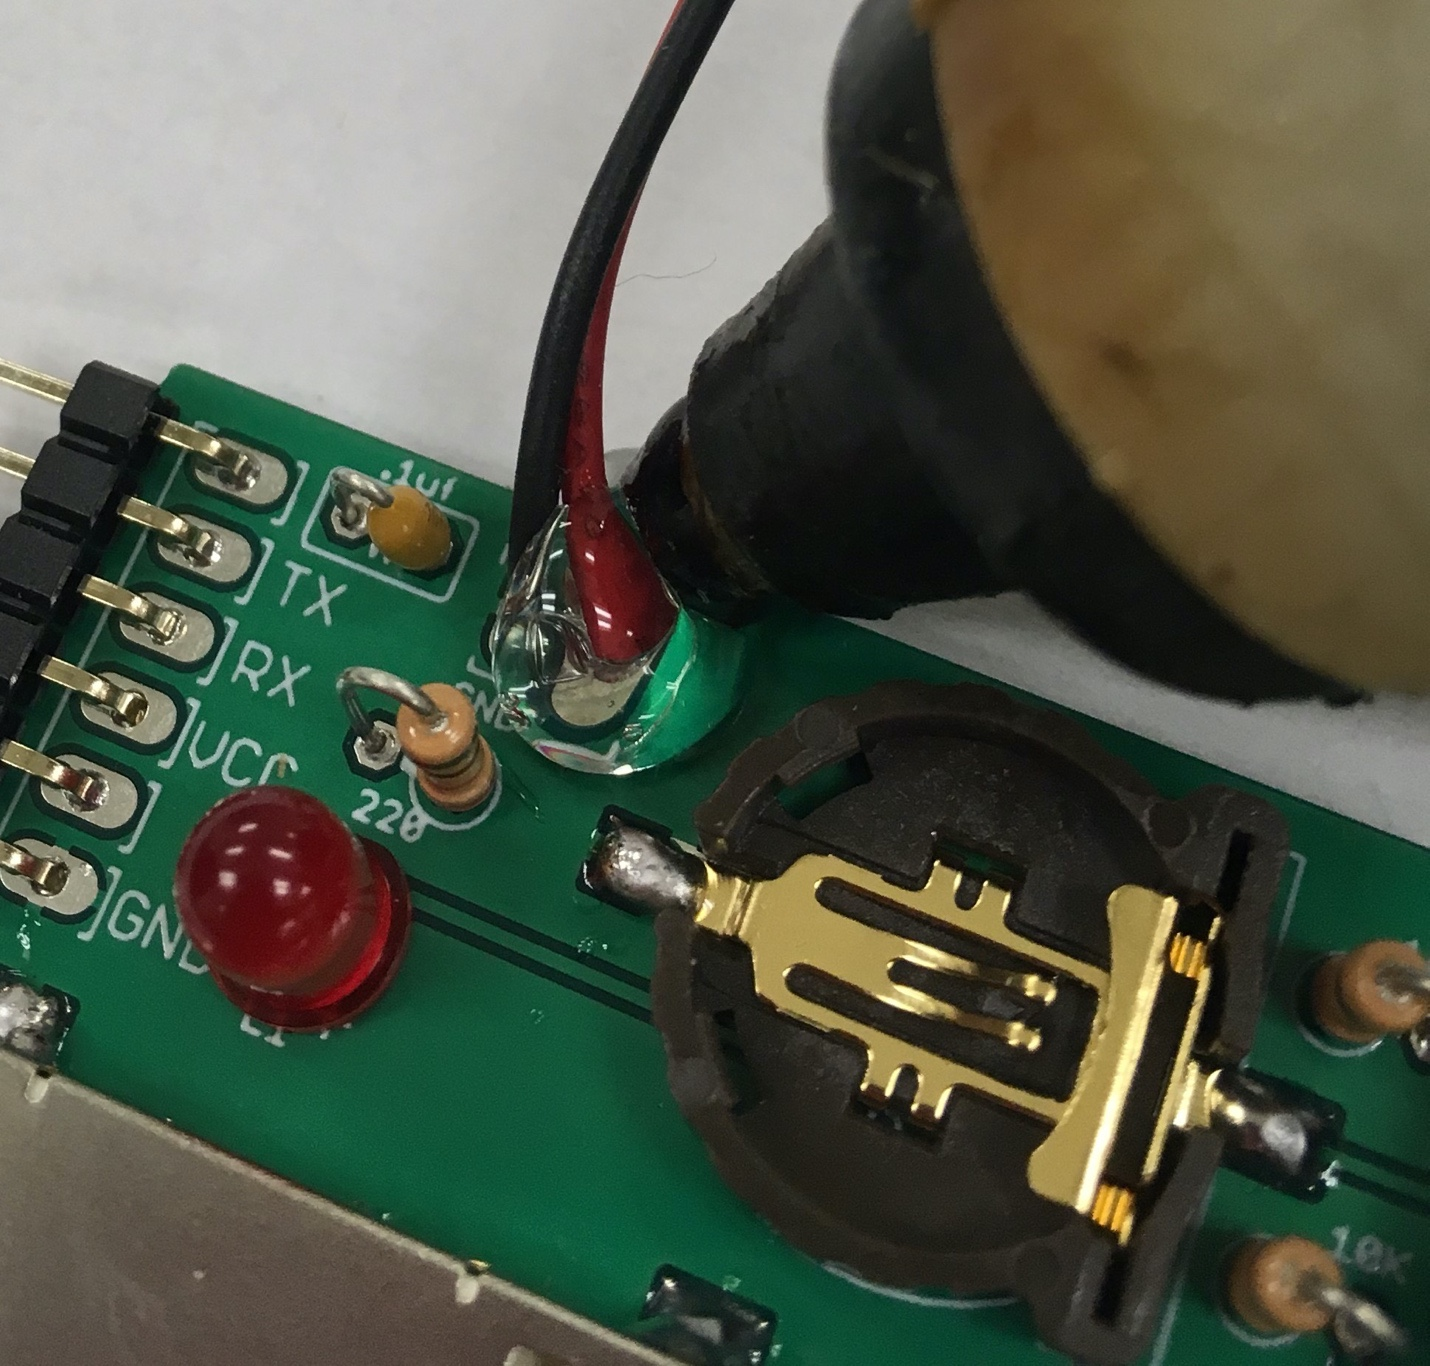 .1uf
TX
RX
VCC
220
GND
10K